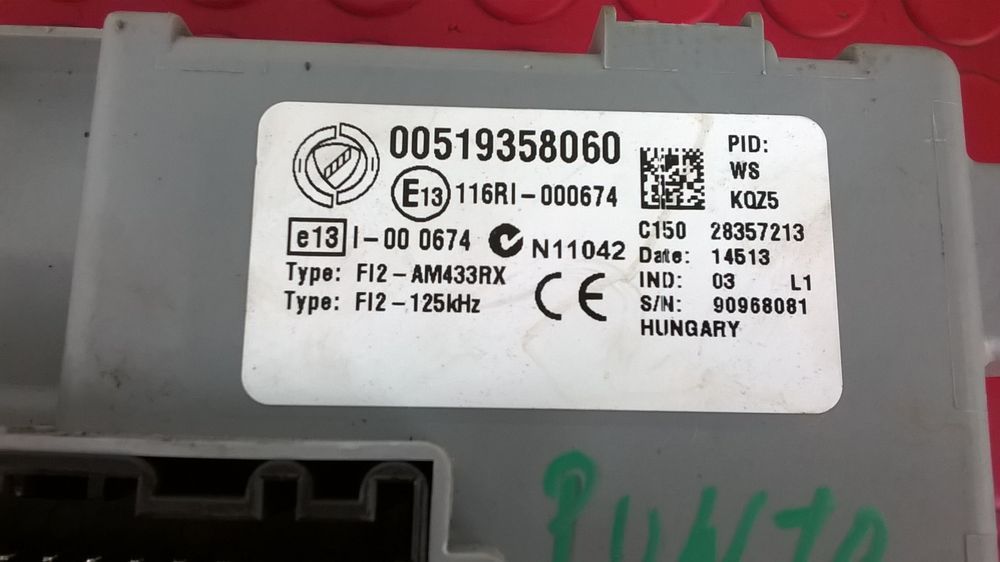 00519358060
E13 116RI-000674
e13 I-00 0674 N11042
Type: FI2-AM433RX
Type: FI2-125kHz
CE
PID:
WS
KQZ5
C150 28357213
Date: 14513
IND: 03 L1
S/N: 90968081
HUNGARY
PUNTO